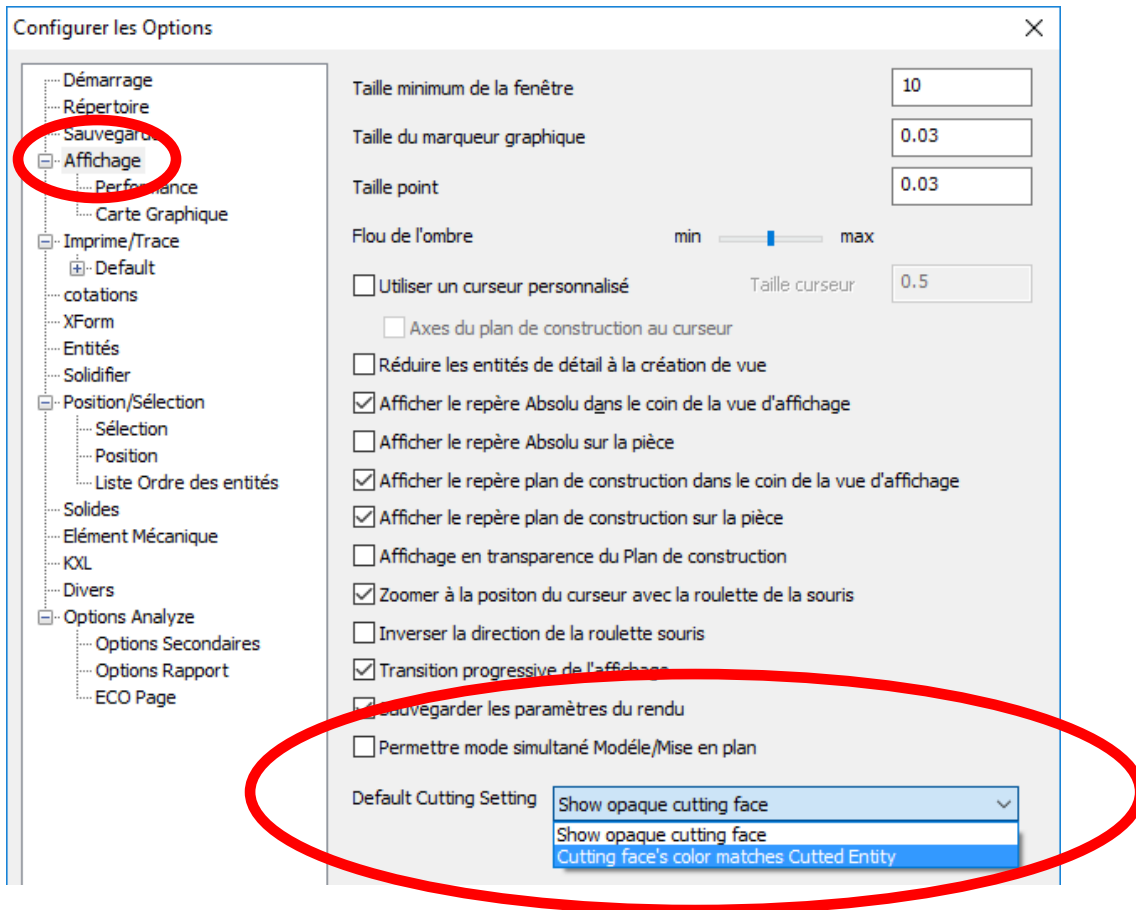 Configurer les Options
Démarrage
Répertoire
Sauvegarde
Affichage
Performance
Carte Graphique
Imprime/Trace
Default
cotations
XForm
Entités
Solidifier
Position/Sélection
Sélection
Position
Liste Ordre des entités
Solides
Elément Mécanique
KXL
Divers
Options Analyze
Options Secondaires
Options Rapport
ECO Page
Taille minimum de la fenêtre 10
Taille du marqueur graphique 0.03
Taille point 0.03
Flou de l'ombre min max
Utiliser un curseur personnalisé Taille curseur 0.5
Axes du plan de construction au curseur
Réduire les entités de détail à la création de vue
Afficher le repère Absolu dans le coin de la vue d'affichage
Afficher le repère Absolu sur la pièce
Afficher le repère plan de construction dans le coin de la vue d'affichage
Afficher le repère plan de construction sur la pièce
Affichage en transparence du Plan de construction
Zoomer à la positon du curseur avec la roulette de la souris
Inverser la direction de la roulette souris
Transition progressive de l'affichage
Sauvegarder les paramètres du rendu
Permettre mode simultané Modéle/Mise en plan
Default Cutting Setting Show opaque cutting face
Show opaque cutting face
Cutting face's color matches Cutted Entity